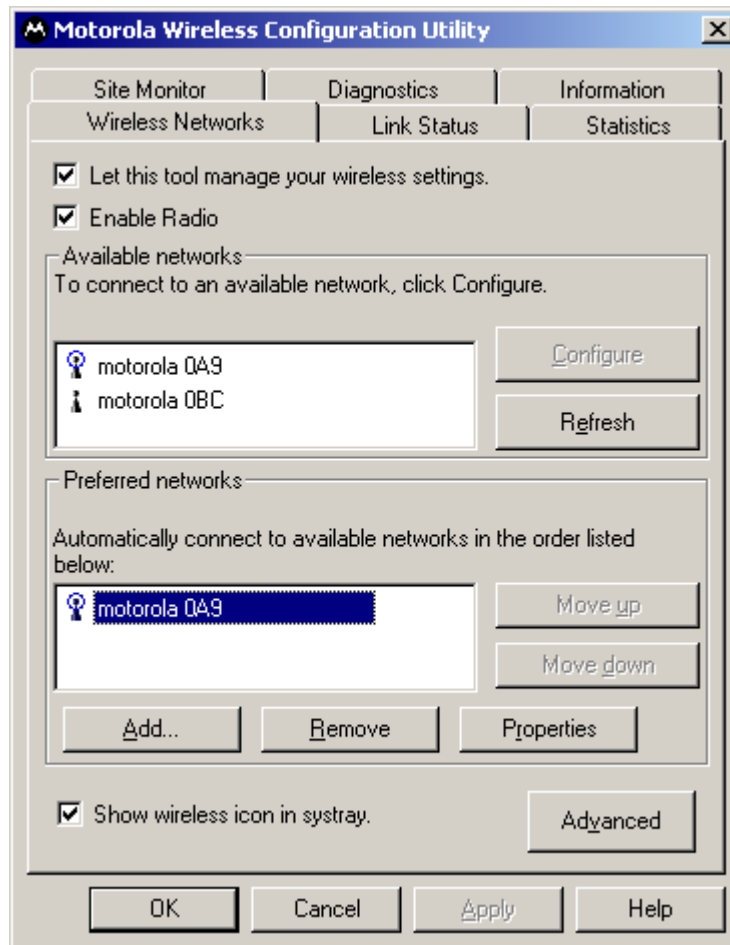 Motorola Wireless Configuration Utility
Site Monitor Diagnostics Information
Wireless Networks Link Status Statistics
Let this tool manage your wireless settings.
Enable Radio
Available networks
To connect to an available network, click Configure.
motorola 0A9
motorola 0BC
Configure
Refresh
Preferred networks
Automatically connect to available networks in the order listed
below:
motorola 0A9
Move up
Move down
Add... Remove Properties
Show wireless icon in systray.
Advanced
OK Cancel Apply Help